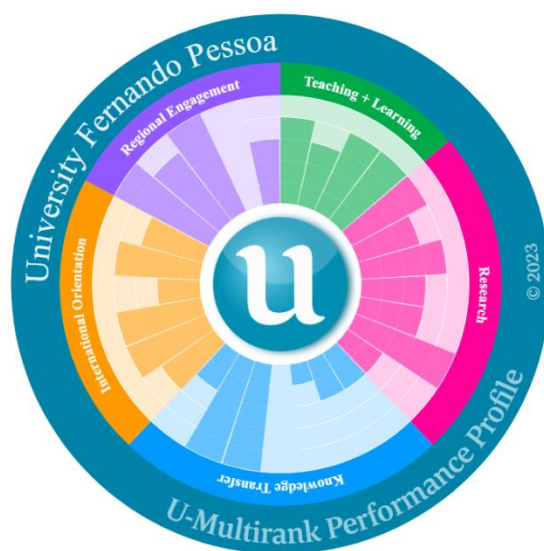 University Fernando Pessoa
Teaching + Learning
Research
Knowledge Transfer
International Orientation
Regional Engagement
u
© 2023
U-Multirank Performance Profile